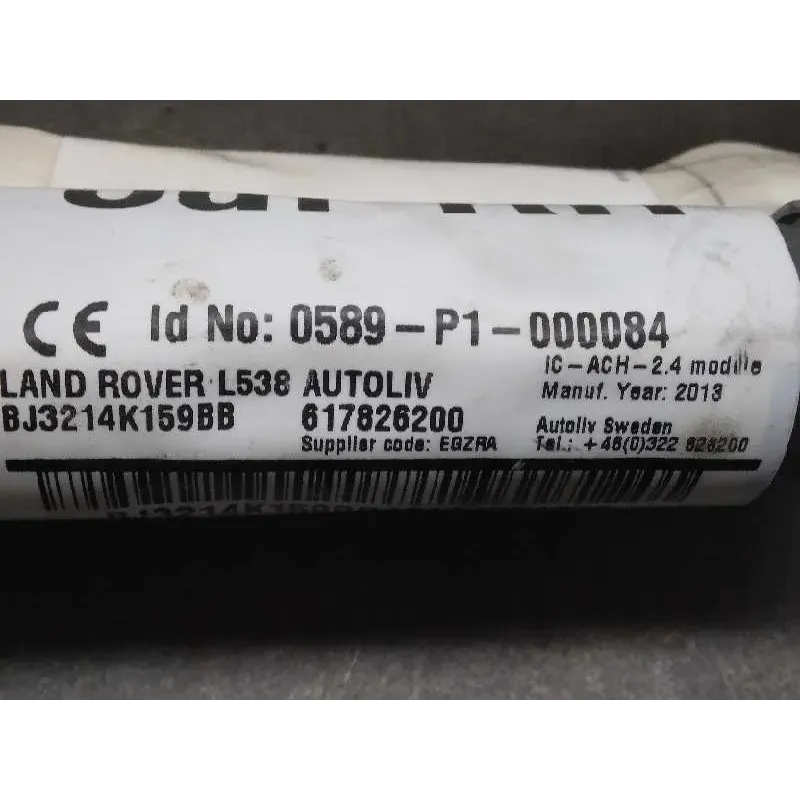 CE Id No: 0589-P1-000084
LAND ROVER L538 AUTOLIV IC-ACH-2.4 module
BJ3214K159BB 617826200 Manuf. Year: 2013
Supplier code: EGZRA Autoliv Sweden
Tel.: +46(0)322 626200
BJ3214K159